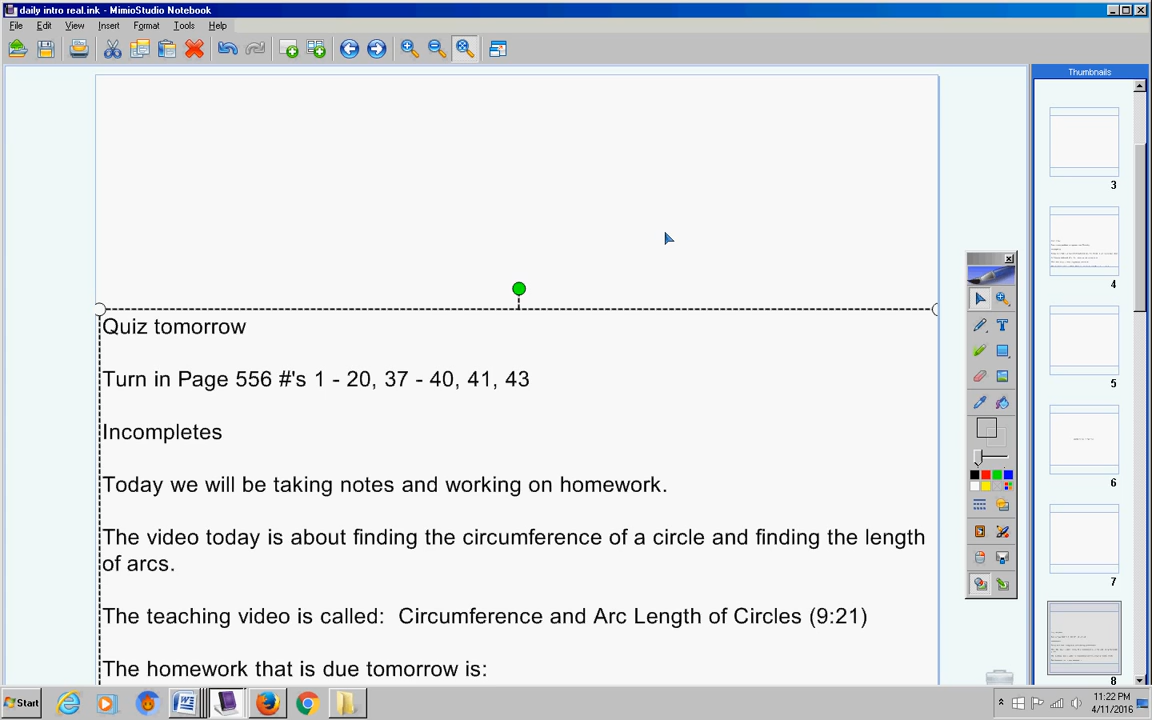 daily intro real.ink - MimioStudio Notebook
File Edit View Insert Format Tools Help
Thumbnails
3
4
5
6
7
8
Quiz tomorrow
Turn in Page 556 #'s 1 - 20, 37 - 40, 41, 43
Incompletes
Today we will be taking notes and working on homework.
The video today is about finding the circumference of a circle and finding the length
of arcs.
The teaching video is called:  Circumference and Arc Length of Circles (9:21)
The homework that is due tomorrow is:
Start
11:22 PM
4/11/2016